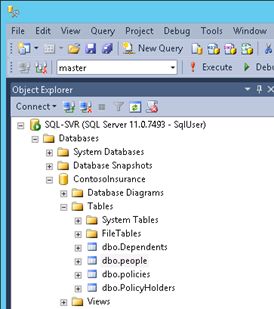 File Edit View Query Project Debug Tools Window
New Query
master Execute Debug
Object Explorer
Connect
SQL-SVR (SQL Server 11.0.7493 - SqlUser)
Databases
System Databases
Database Snapshots
ContosoInsurance
Database Diagrams
Tables
System Tables
FileTables
dbo.Dependents
dbo.people
dbo.policies
dbo.PolicyHolders
Views